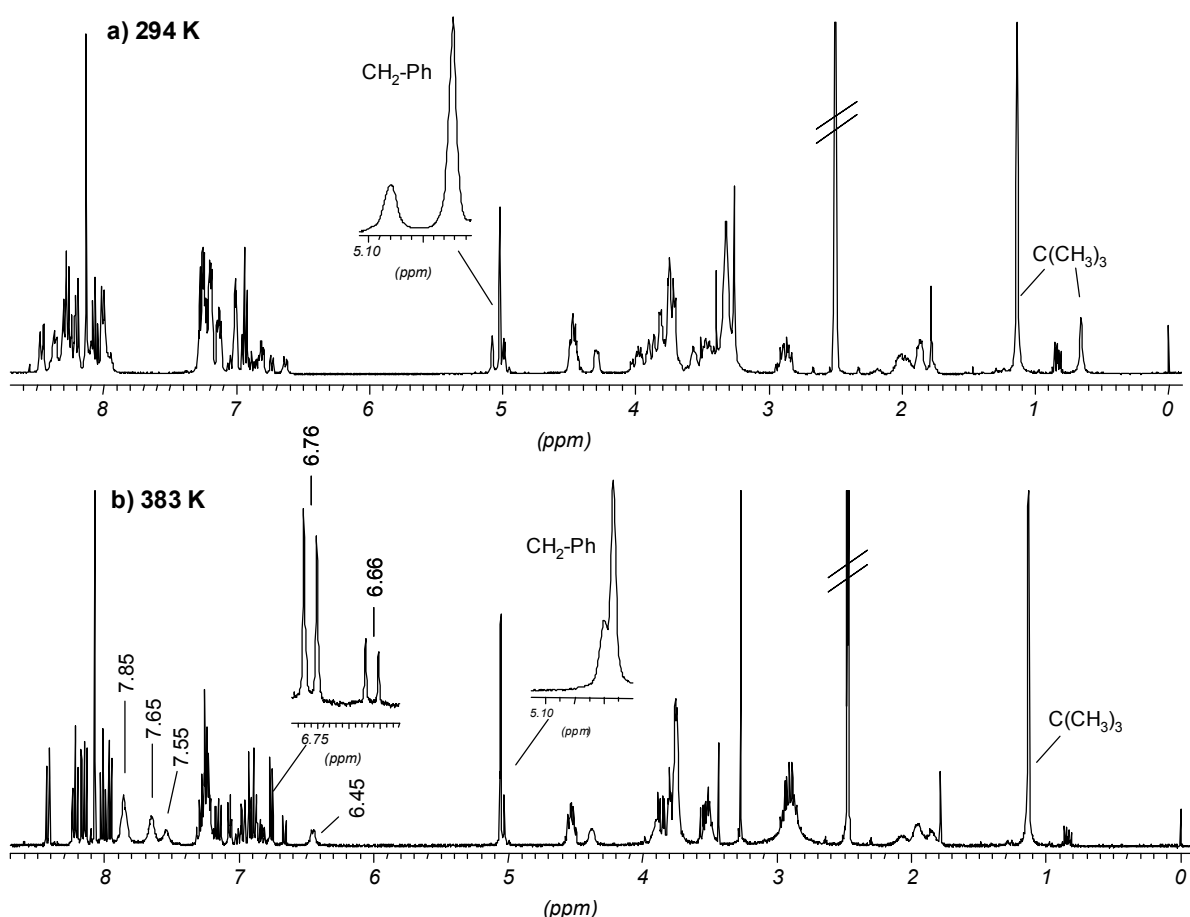 a) 294 K
CH2-Ph
5.10
(ppm)
C(CH3)3
8 7 6 5 4 3 2 1 0
(ppm)
b) 383 K
7.85
7.65
7.55
6.76
6.66
6.75
(ppm)
6.45
CH2-Ph
5.10
(ppm)
C(CH3)3
8 7 6 5 4 3 2 1 0
(ppm)